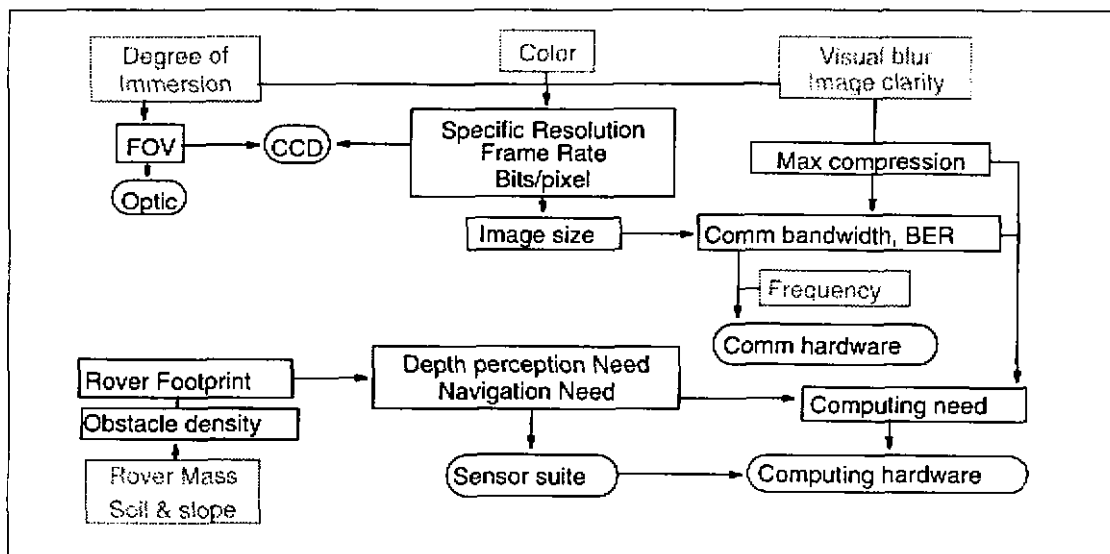 Degree of
Immersion
Color
Visual blur
Image clarity
FOV
CCD
Specific Resolution
Frame Rate
Bits/pixel
Max compression
Optic
Image size
Comm bandwidth, BER
Frequency
Comm hardware
Rover Footprint
Depth perception Need
Navigation Need
Computing need
Obstacle density
Rover Mass
Soil & slope
Sensor suite
Computing hardware